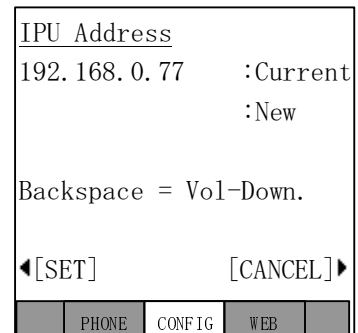 IPU Address
192.168.0.77 :Current
:New
Backspace = Vol-Down.
[SET] [CANCEL]
PHONE CONFIG WEB